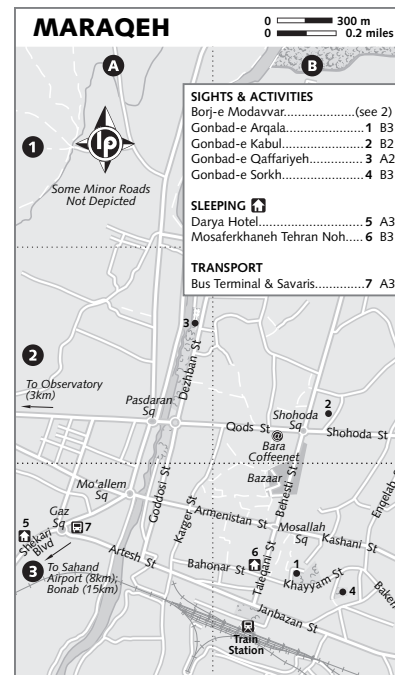 MARAQEH
0 300 m
0 0.2 miles
A
B
1
2
3
lp
Some Minor Roads
Not Depicted
SIGHTS & ACTIVITIES
Borj-e Modavvar.....................(see 2)
Gonbad-e Arqala.....................1 B3
Gonbad-e Kabul.....................2 B2
Gonbad-e Qaffariyeh..............3 A2
Gonbad-e Sorkh.....................4 B3
SLEEPING
Darya Hotel............................5 A3
Mosaferkhaneh Tehran Noh.....6 B3
TRANSPORT
Bus Terminal & Savaris.............7 A3
3
Dezhban St
To Observatory
(3km)
Pasdaran
Sq
Shohoda
Sq
2
Qods St
Shohoda St
@
Bara
Coffeenet
Bazaar
Beheshti St
Enqelab St
Mo'allem
Sq
Goddosi St
Karger St
Armenistan St
Mosallah
Sq
Kashani St
Gaz
Sq
5
7
Shekari
Blvd
Artesh St
Bahonar St
6
Taleqani St
1
Khayyam St
4
To Sahand
Airport (8km);
Bonab (15km)
Janbazan St
Train
Station